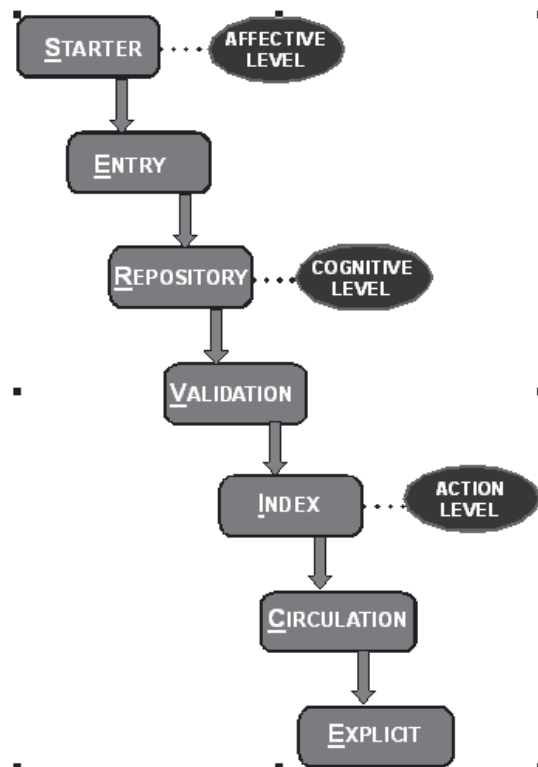 STARTER
AFFECTIVE
LEVEL
ENTRY
REPOSITORY
COGNITIVE
LEVEL
VALIDATION
INDEX
ACTION
LEVEL
CIRCULATION
EXPLICIT